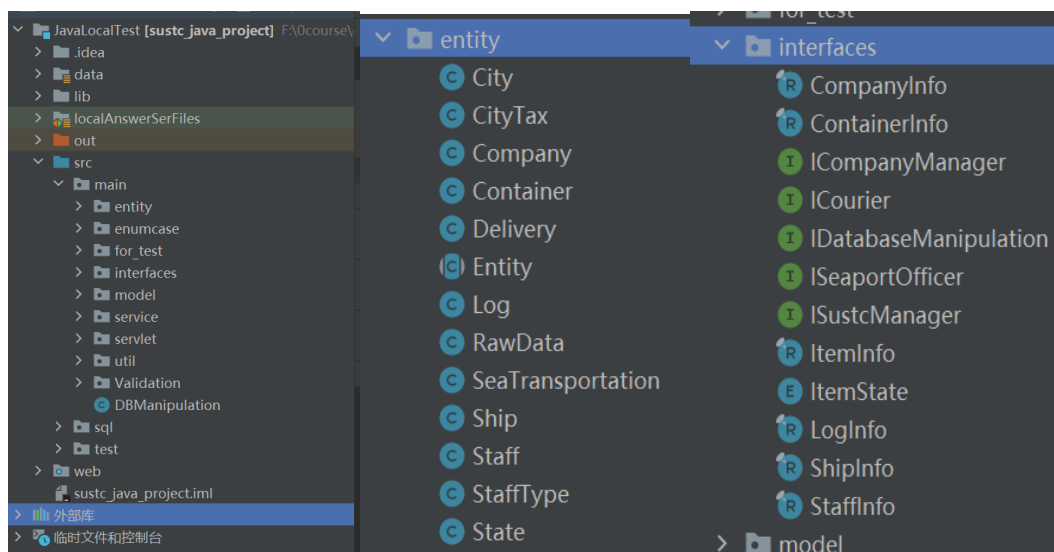 JavaLocalTest [sustc_java_project] F:\0course\
.idea
data
lib
localAnswerSerFiles
out
src
main
entity
enumcase
for_test
interfaces
model
service
servlet
util
Validation
DBManipulation
sql
test
web
sustc_java_project.iml
外部库
临时文件和控制台
entity
City
CityTax
Company
Container
Delivery
Entity
Log
RawData
SeaTransportation
Ship
Staff
StaffType
State
for_test
interfaces
CompanyInfo
ContainerInfo
ICompanyManager
ICourier
IDatabaseManipulation
ISeaportOfficer
ISustcManager
ItemInfo
ItemState
LogInfo
ShipInfo
StaffInfo
model